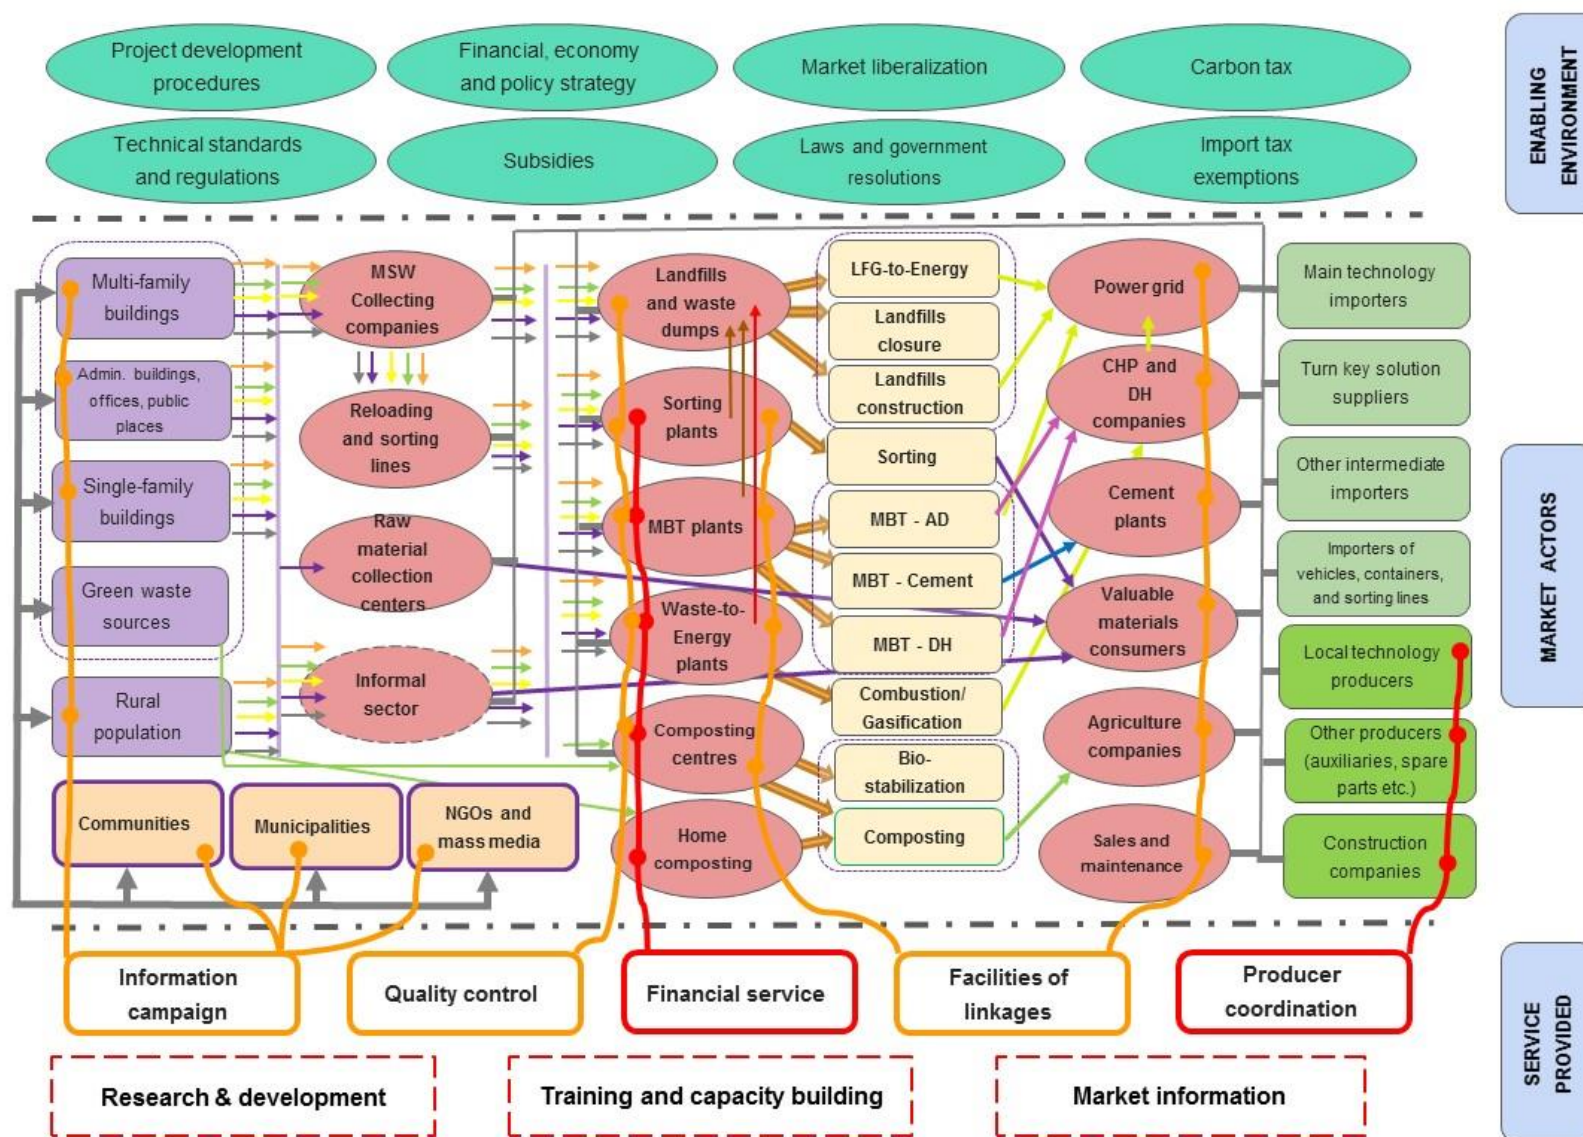 Project development
procedures
Financial, economy
and policy strategy
Market liberalization
Carbon tax
Technical standards
and regulations
Subsidies
Laws and government
resolutions
Import tax
exemptions
ENABLING
ENVIRONMENT
Multi-family
buildings
Admin. buildings,
offices, public
places
Single-family
buildings
Green waste
sources
Rural
population
Communities
Municipalities
NGOs and
mass media
MSW
Collecting
companies
Reloading
and sorting
lines
Raw
material
collection
centers
Informal
sector
Landfills
and waste
dumps
Sorting
plants
MBT plants
Waste-to-
Energy
plants
Composting
centres
Home
composting
LFG-to-Energy
Landfills
closure
Landfills
construction
Sorting
MBT - AD
MBT - Cement
MBT - DH
Combustion/
Gasification
Bio-
stabilization
Composting
Power grid
CHP and
DH
companies
Cement
plants
Valuable
materials
consumers
Agriculture
companies
Sales and
maintenance
Main technology
importers
Turn key solution
suppliers
Other intermediate
importers
Importers of
vehicles, containers,
and sorting lines
Local technology
producers
Other producers
(auxiliaries, spare
parts etc.)
Construction
companies
MARKET ACTORS
Information
campaign
Quality control
Financial service
Facilities of
linkages
Producer
coordination
Research & development
Training and capacity building
Market information
SERVICE
PROVIDED